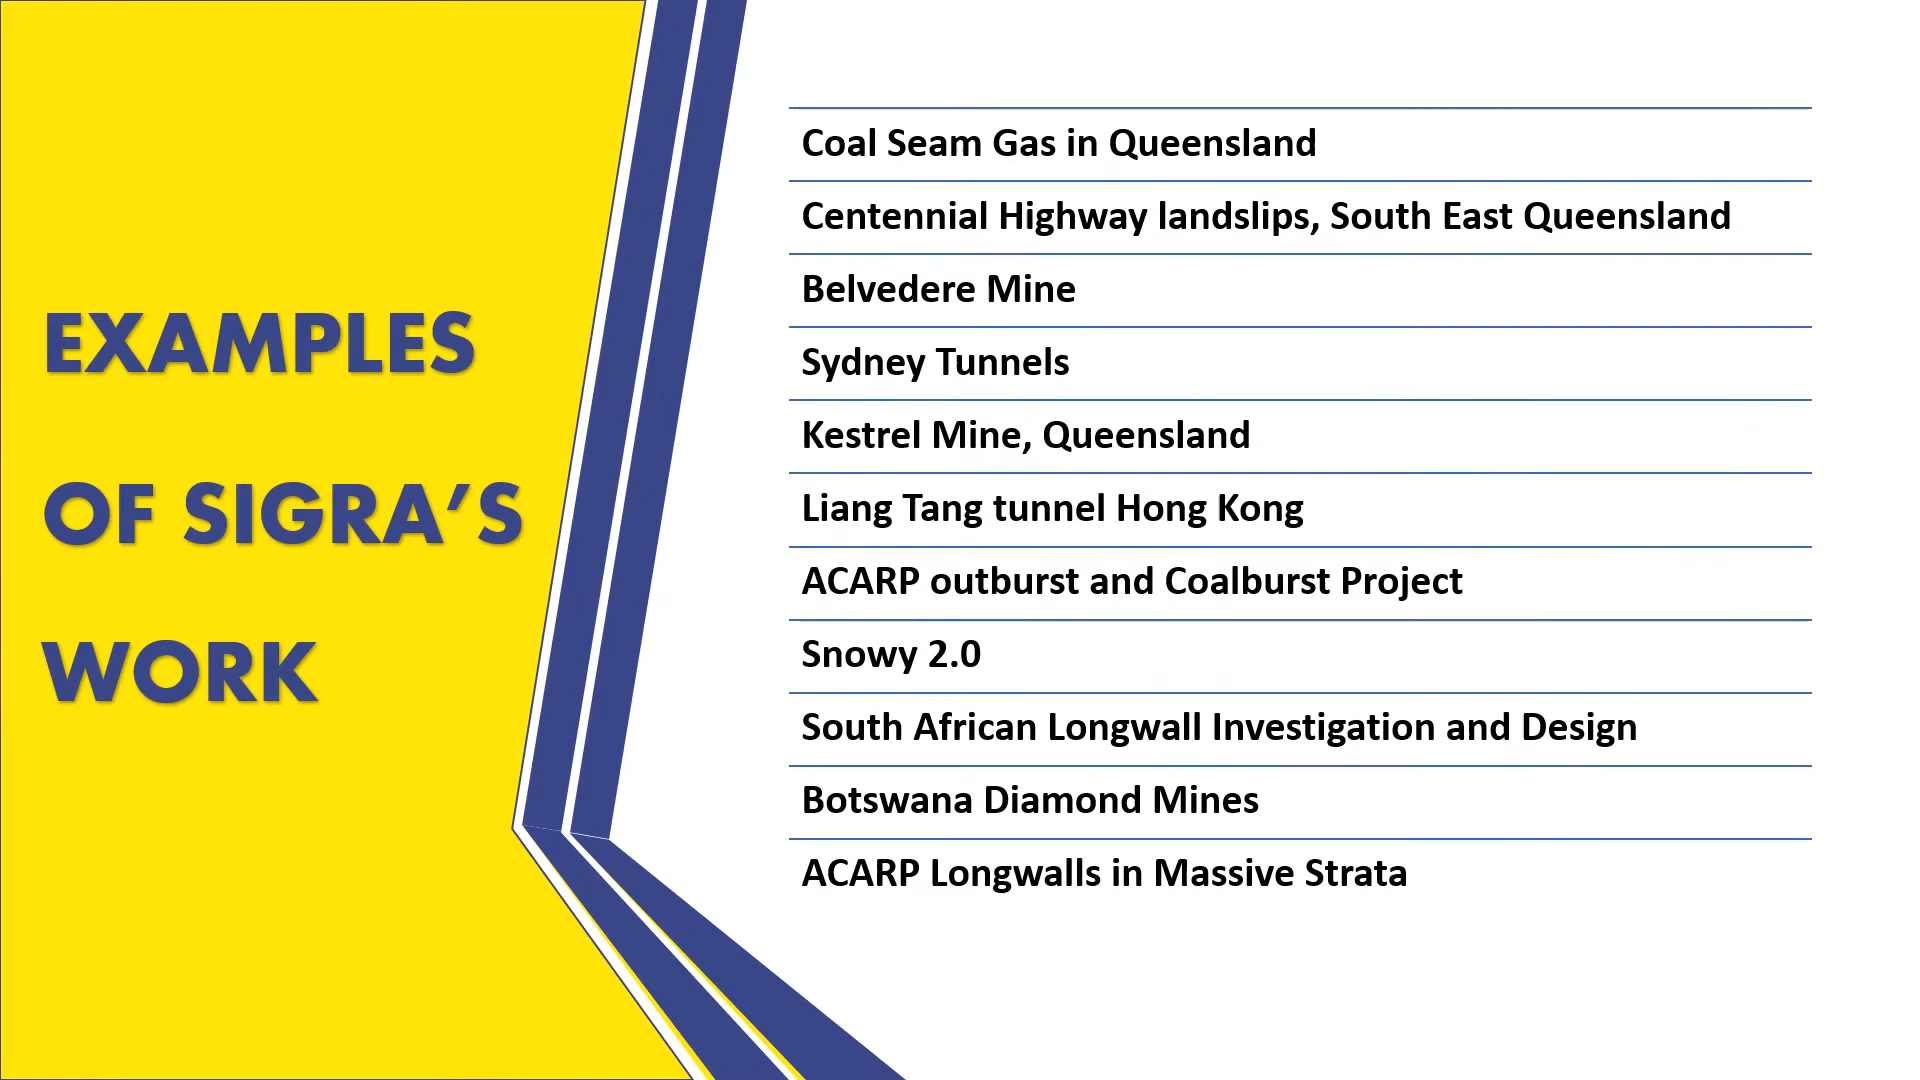 EXAMPLES
OF SIGRA’S
WORK
Coal Seam Gas in Queensland
Centennial Highway landslips, South East Queensland
Belvedere Mine
Sydney Tunnels
Kestrel Mine, Queensland
Liang Tang tunnel Hong Kong
ACARP outburst and Coalburst Project
Snowy 2.0
South African Longwall Investigation and Design
Botswana Diamond Mines
ACARP Longwalls in Massive Strata